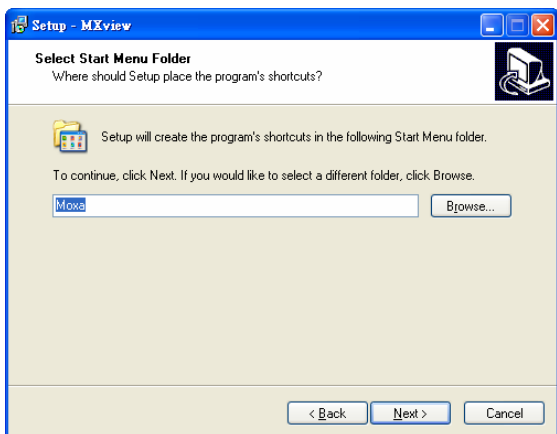 Setup - MXview
Select Start Menu Folder
Where should Setup place the program's shortcuts?
Setup will create the program's shortcuts in the following Start Menu folder.
To continue, click Next. If you would like to select a different folder, click Browse.
Moxa
Browse...
< Back
Next >
Cancel